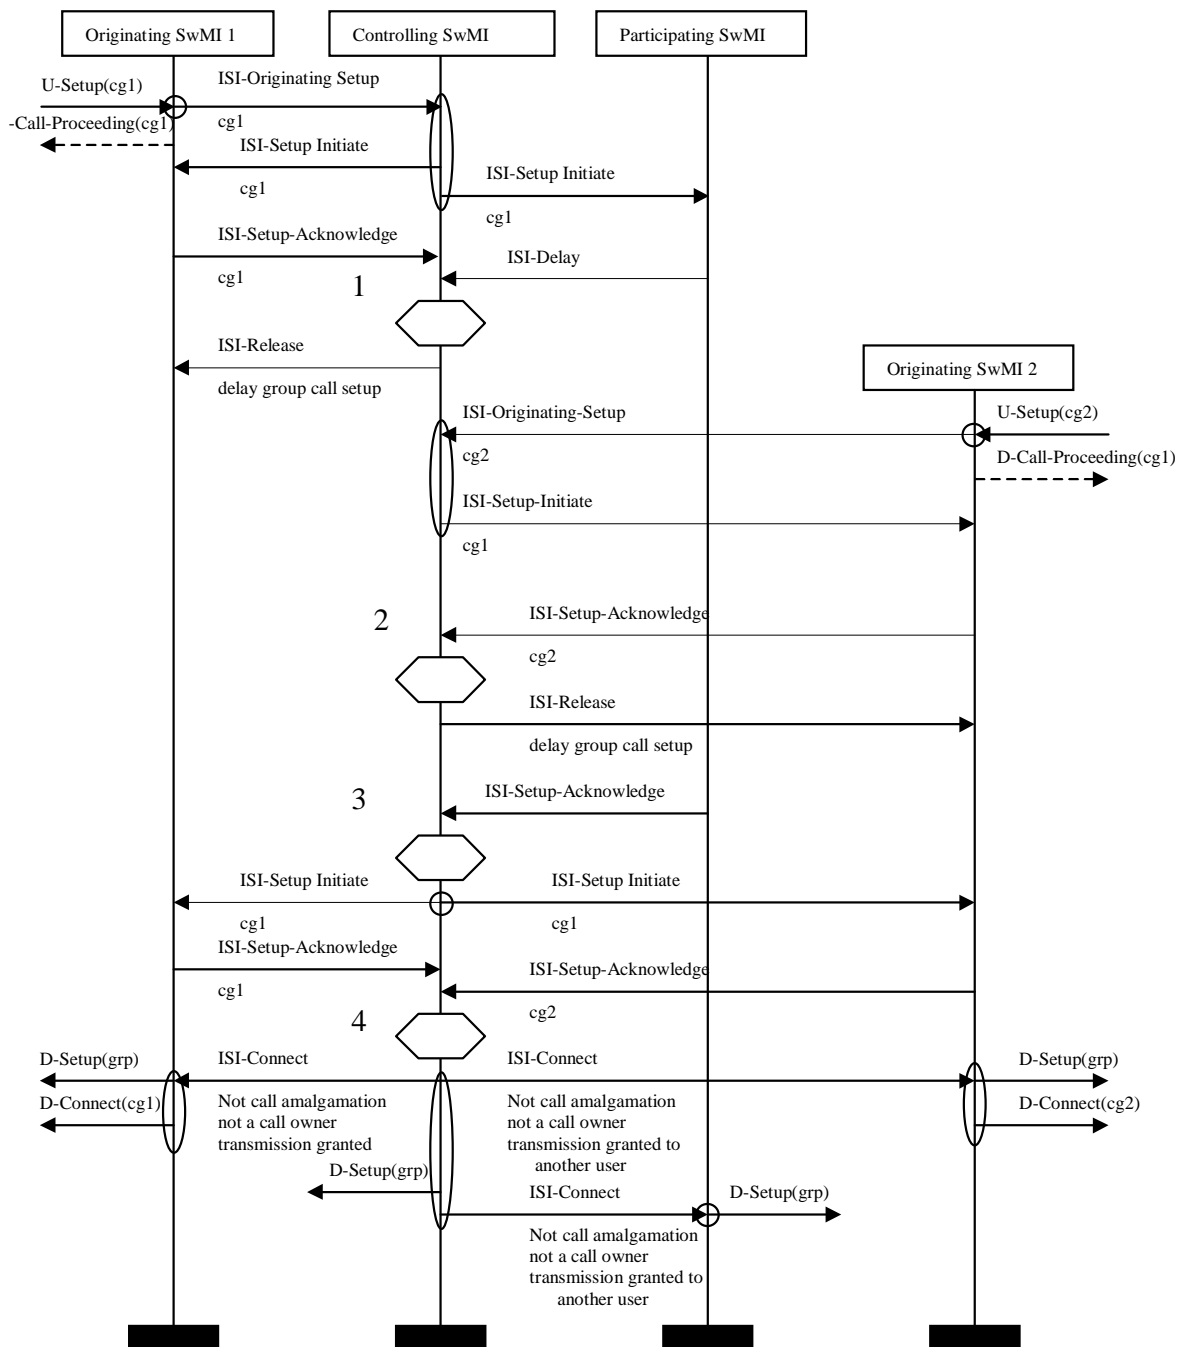 Originating SwMI 1
Controlling SwMI
Participating SwMI
U-Setup(cg1)
ISI-Originating Setup
cg1
-Call-Proceeding(cg1)
ISI-Setup Initiate
cg1
ISI-Setup Initiate
cg1
ISI-Setup-Acknowledge
cg1
ISI-Delay
1
ISI-Release
delay group call setup
Originating SwMI 2
ISI-Originating-Setup
cg2
U-Setup(cg2)
D-Call-Proceeding(cg1)
ISI-Setup-Initiate
cg1
2
ISI-Setup-Acknowledge
cg2
ISI-Release
delay group call setup
3
ISI-Setup-Acknowledge
ISI-Setup Initiate
cg1
ISI-Setup Initiate
cg1
ISI-Setup-Acknowledge
cg1
ISI-Setup-Acknowledge
cg2
4
D-Setup(grp)
ISI-Connect
ISI-Connect
D-Setup(grp)
D-Connect(cg1)
Not call amalgamation
not a call owner
transmission granted
Not call amalgamation
not a call owner
transmission granted to
another user
D-Connect(cg2)
D-Setup(grp)
ISI-Connect
D-Setup(grp)
Not call amalgamation
not a call owner
transmission granted to
another user